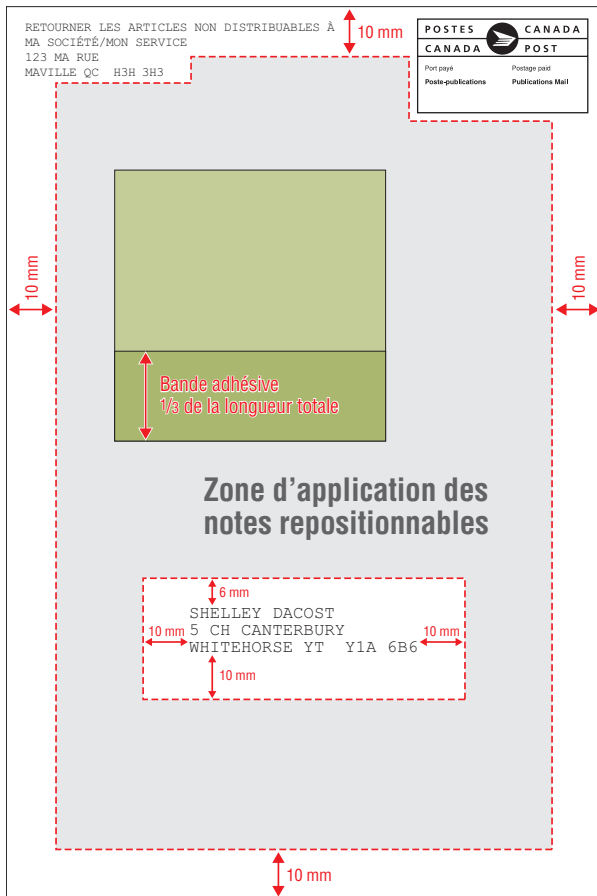 RETOURNER LES ARTICLES NON DISTRIBUABLES À
MA SOCIÉTÉ/MON SERVICE
123 MA RUE
MAVILLE QC  H3H 3H3
10 mm
POSTES CANADA
CANADA POST
Port payé Postage paid
Poste-publications Publications Mail
10 mm
10 mm
Bande adhésive
1/3 de la longueur totale
Zone d’application des
notes repositionnables
6 mm
SHELLEY DACOST
5 CH CANTERBURY
10 mm
WHITEHORSE YT  Y1A 6B6
10 mm
10 mm
10 mm